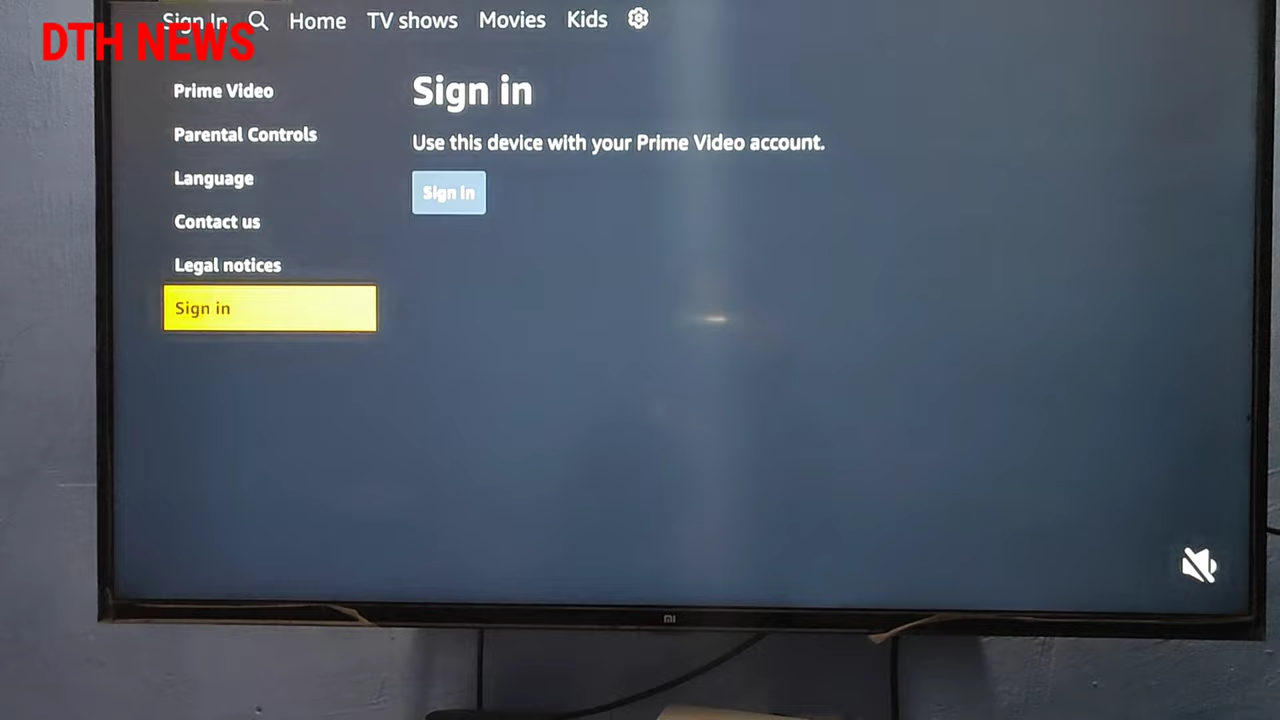 Sign In Home TV shows Movies Kids
DTH NEWS
Prime Video
Parental Controls
Language
Contact us
Legal notices
Sign in
Sign in
Use this device with your Prime Video account.
Sign in
mi